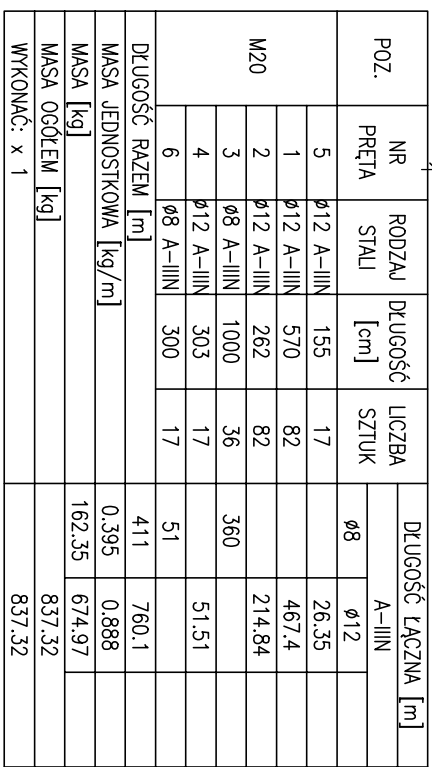 POZ. NR PRĘTA RODZAJ STALI DŁUGOŚĆ [cm] LICZBA SZTUK DŁUGOŚĆ ŁĄCZNA [m]
A-IIIN
ø8 ø12
M20
5 ø12 A-IIIN 155 17 26.35
1 ø12 A-IIIN 570 82 467.4
2 ø12 A-IIIN 262 82 214.84
3 ø8 A-IIIN 1000 36 360
4 ø12 A-IIIN 303 17 51.51
6 ø8 A-IIIN 300 17 51
DŁUGOŚĆ RAZEM [m] 411 760.1
MASA JEDNOSTKOWA [kg/m] 0.395 0.888
MASA [kg] 162.35 674.97
MASA OGÓŁEM [kg] 837.32
WYKONAĆ: x 1 837.32